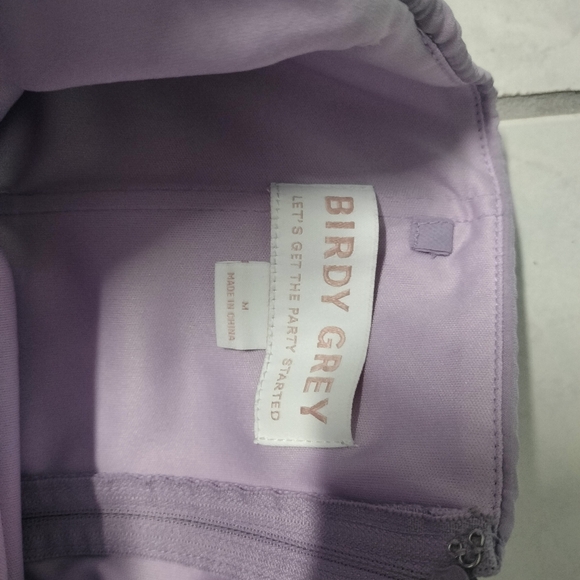 BIRDY GREY
LET'S GET THE PARTY STARTED
M
MADE IN CHINA